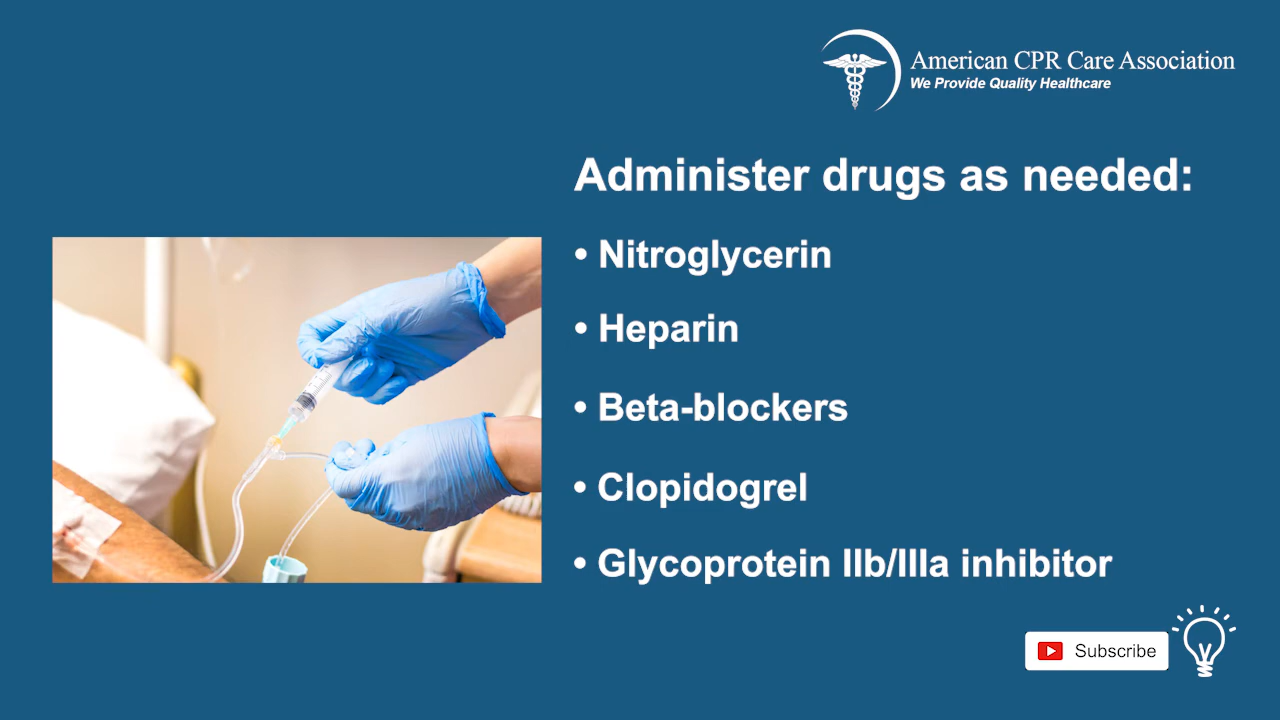 American CPR Care Association
We Provide Quality Healthcare
Administer drugs as needed:
• Nitroglycerin
• Heparin
• Beta-blockers
• Clopidogrel
• Glycoprotein IIb/IIIa inhibitor
Subscribe